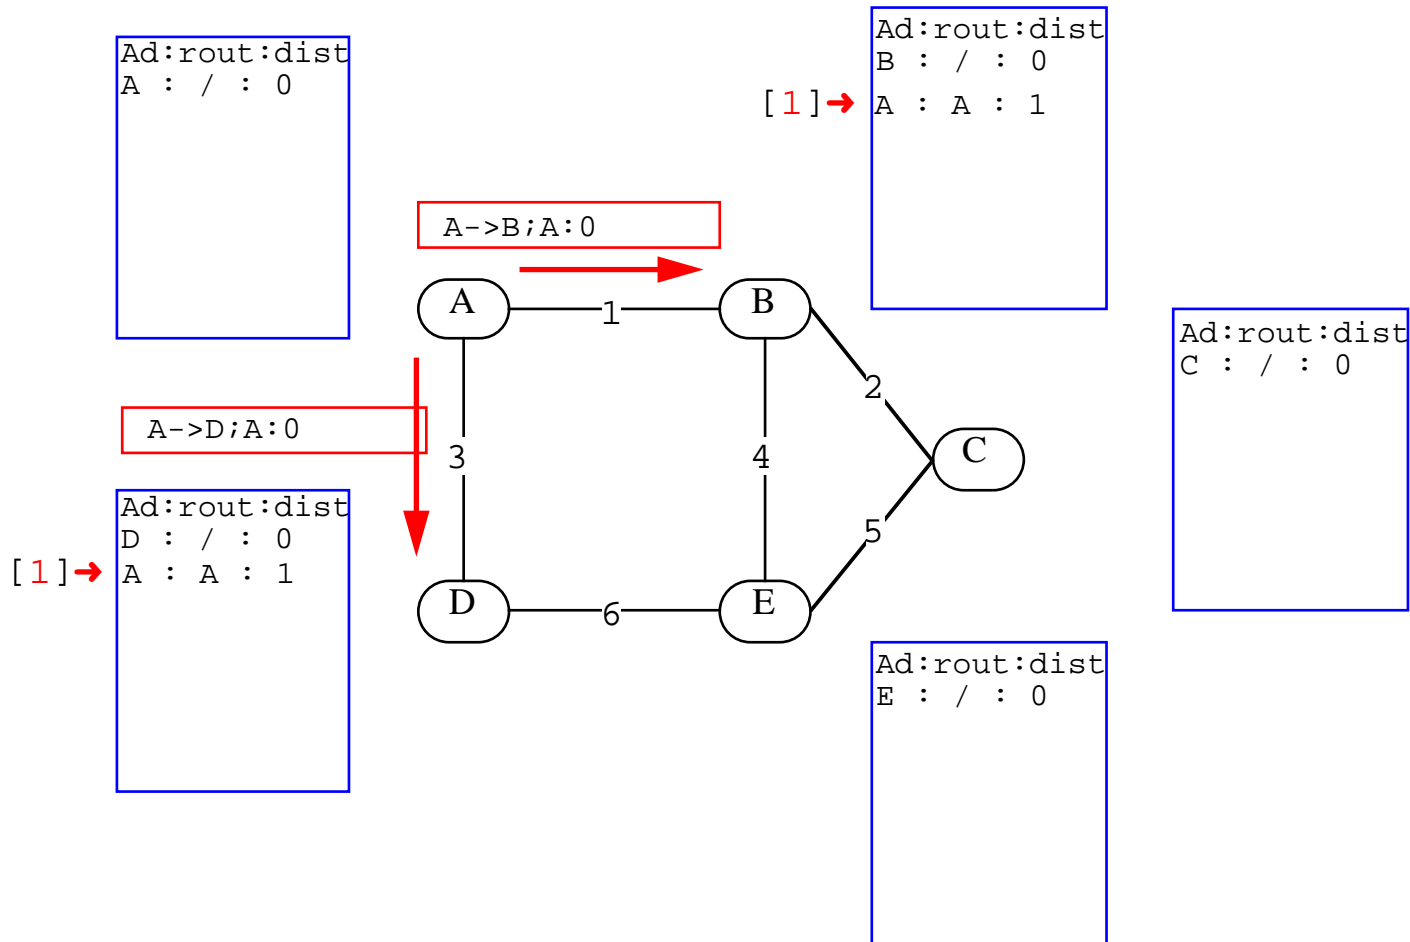 Ad:rout:dist
A : / : 0
Ad:rout:dist
B : / : 0
[1]➜ A : A : 1
A->B;A:0
A
1
B
Ad:rout:dist
C : / : 0
2
A->D;A:0
3
4
C
Ad:rout:dist
D : / : 0
[1]➜ A : A : 1
5
D
6
E
Ad:rout:dist
E : / : 0